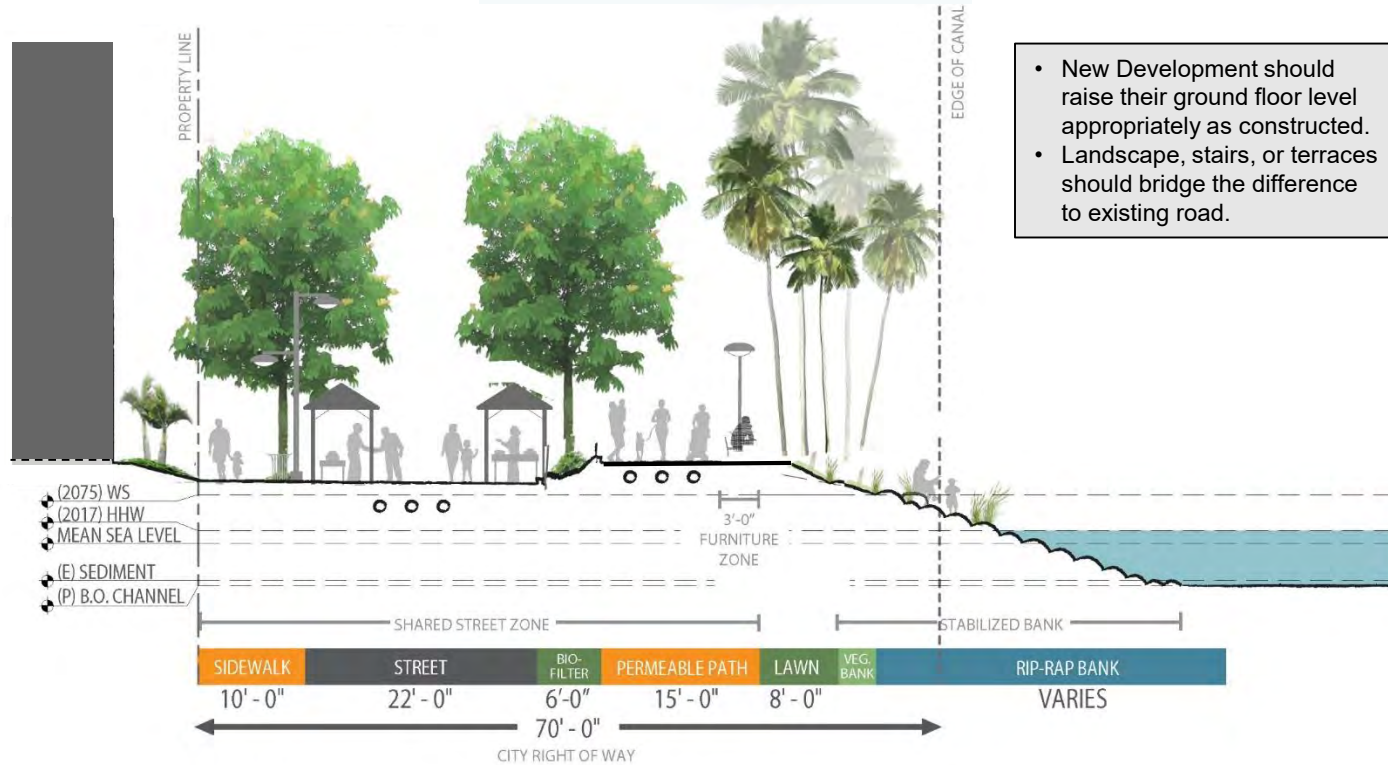 PROPERTY LINE
EDGE OF CANAL
• New Development should
raise their ground floor level
appropriately as constructed.
• Landscape, stairs, or terraces
should bridge the difference
to existing road.
(2075) WS
(2017) HHW
MEAN SEA LEVEL
(E) SEDIMENT
(P) B.O. CHANNEL
3'-0"
FURNITURE
ZONE
SHARED STREET ZONE
STABILIZED BANK
SIDEWALK
STREET
BIO-
FILTER
PERMEABLE PATH
LAWN
VEG.
BANK
RIP-RAP BANK
10' - 0"
22' - 0"
6'-0"
15' - 0"
8' - 0"
VARIES
70' - 0"
CITY RIGHT OF WAY